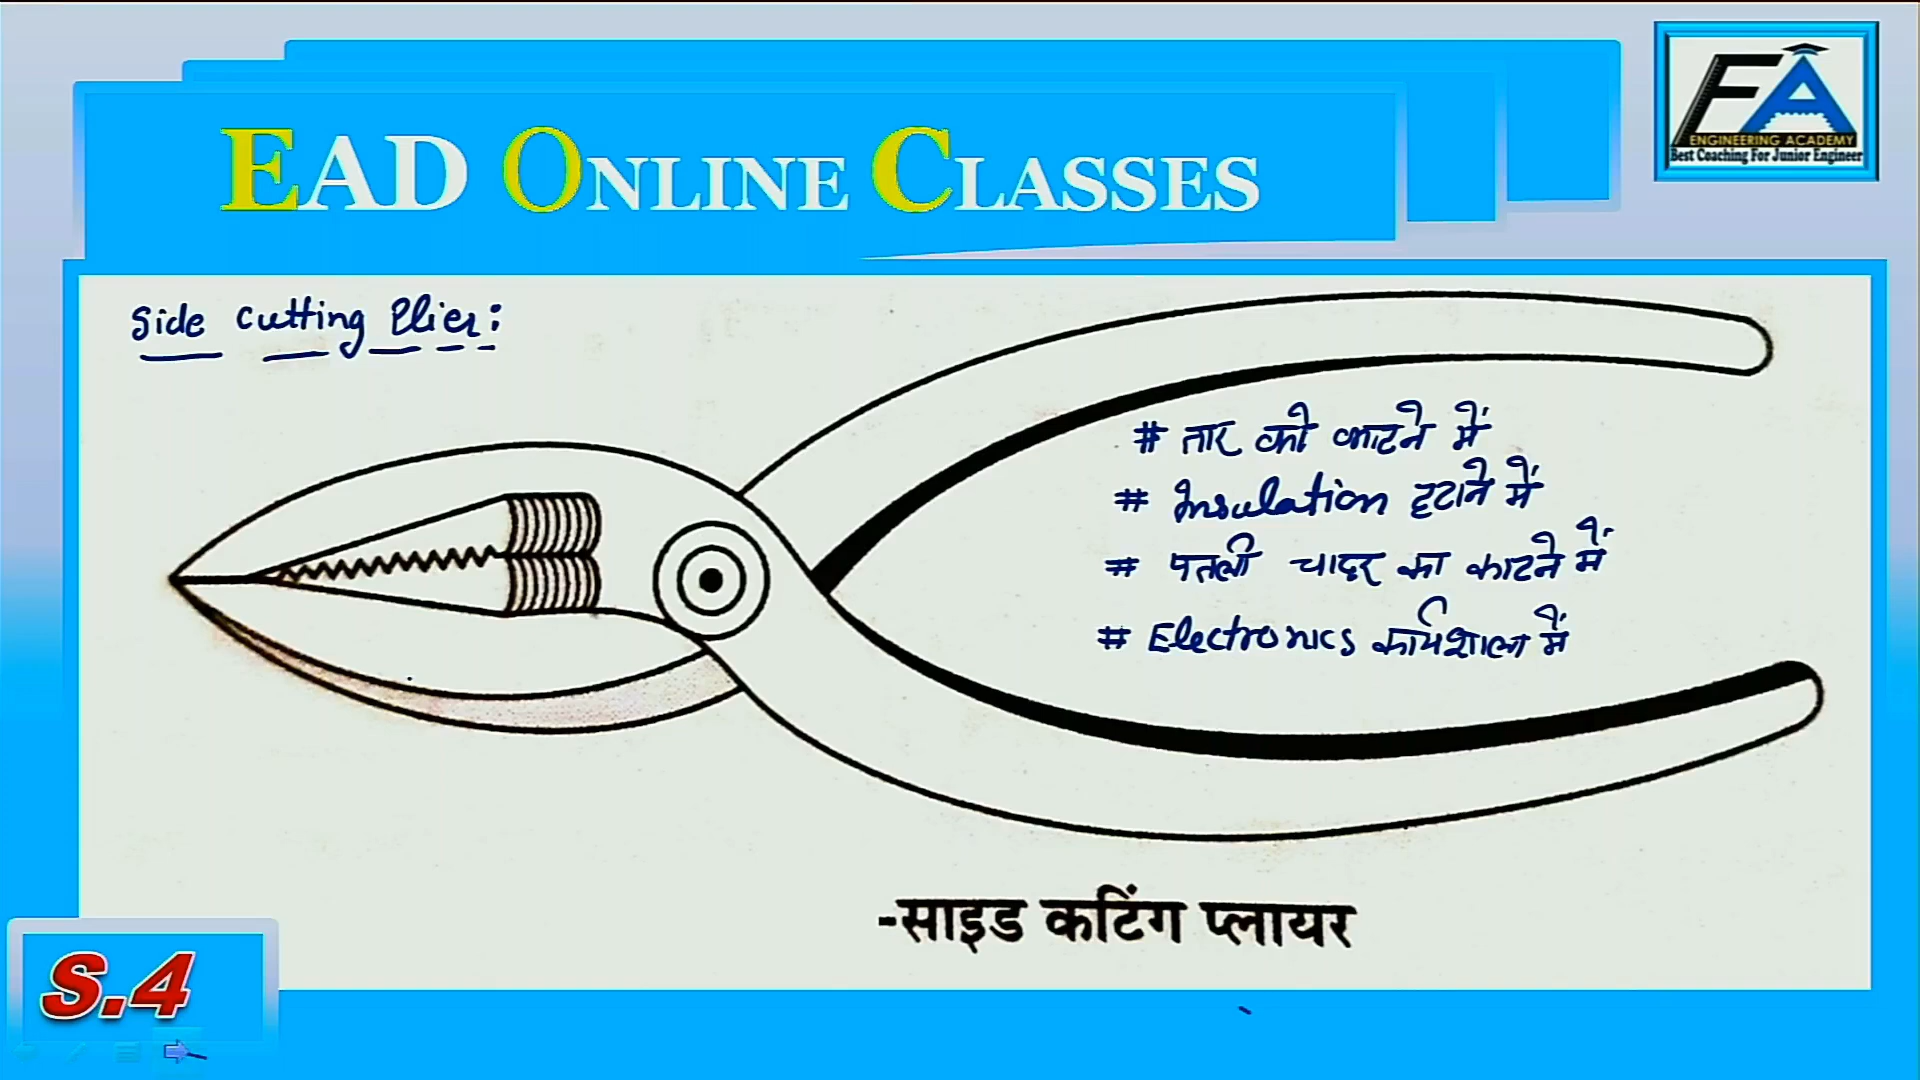 ENGINEERING ACADEMY
Best Coaching For Junior Engineer
EAD ONLINE CLASSES
Side Cutting Plier:
# तार को काटने में
# Insulation हटाने में
# पतली चादर का काटने में
# Electronics कार्यशाला में
-साइड कटिंग प्लायर
S.4